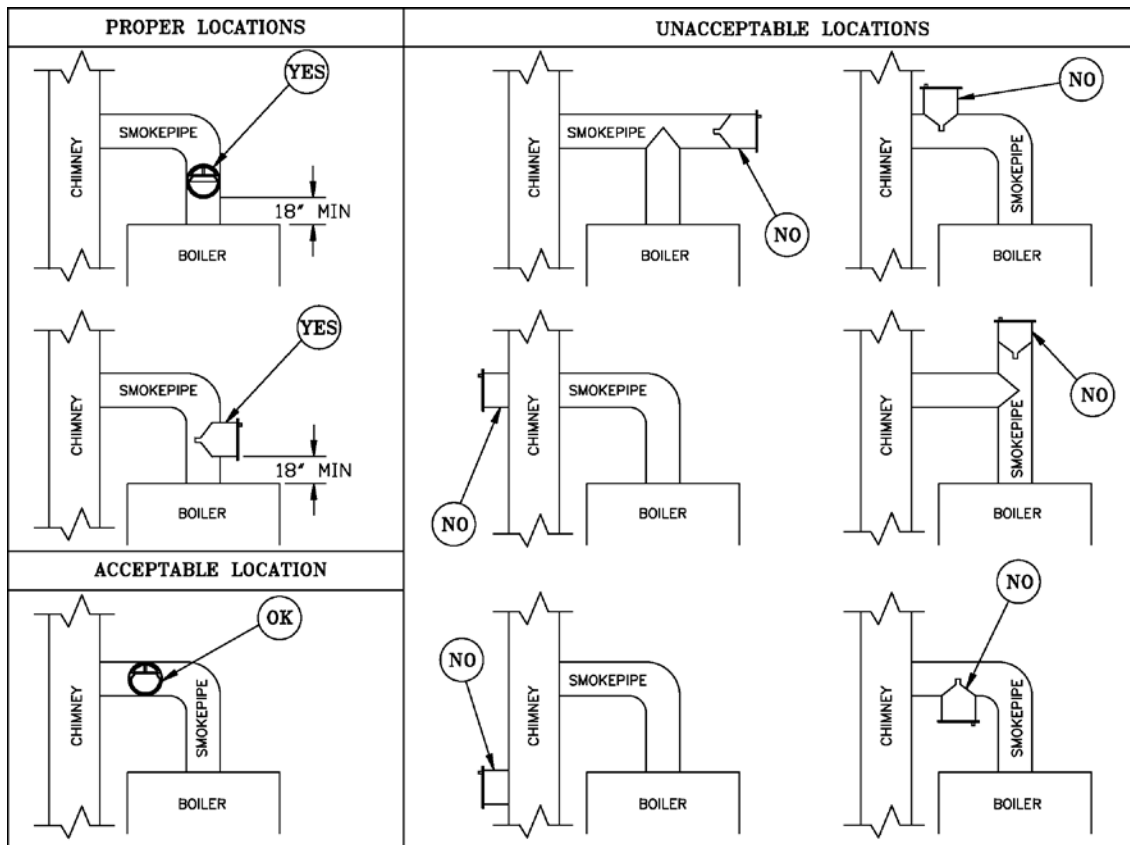 PROPER LOCATIONS
YES
CHIMNEY
SMOKEPIPE
18" MIN
BOILER
YES
CHIMNEY
SMOKEPIPE
18" MIN
BOILER
ACCEPTABLE LOCATION
OK
CHIMNEY
SMOKEPIPE
BOILER
UNACCEPTABLE LOCATIONS
CHIMNEY
SMOKEPIPE
NO
BOILER
NO
CHIMNEY
SMOKEPIPE
BOILER
SMOKEPIPE
CHIMNEY
NO
BOILER
NO
CHIMNEY
SMOKEPIPE
BOILER
NO
SMOKEPIPE
CHIMNEY
BOILER
NO
CHIMNEY
SMOKEPIPE
BOILER